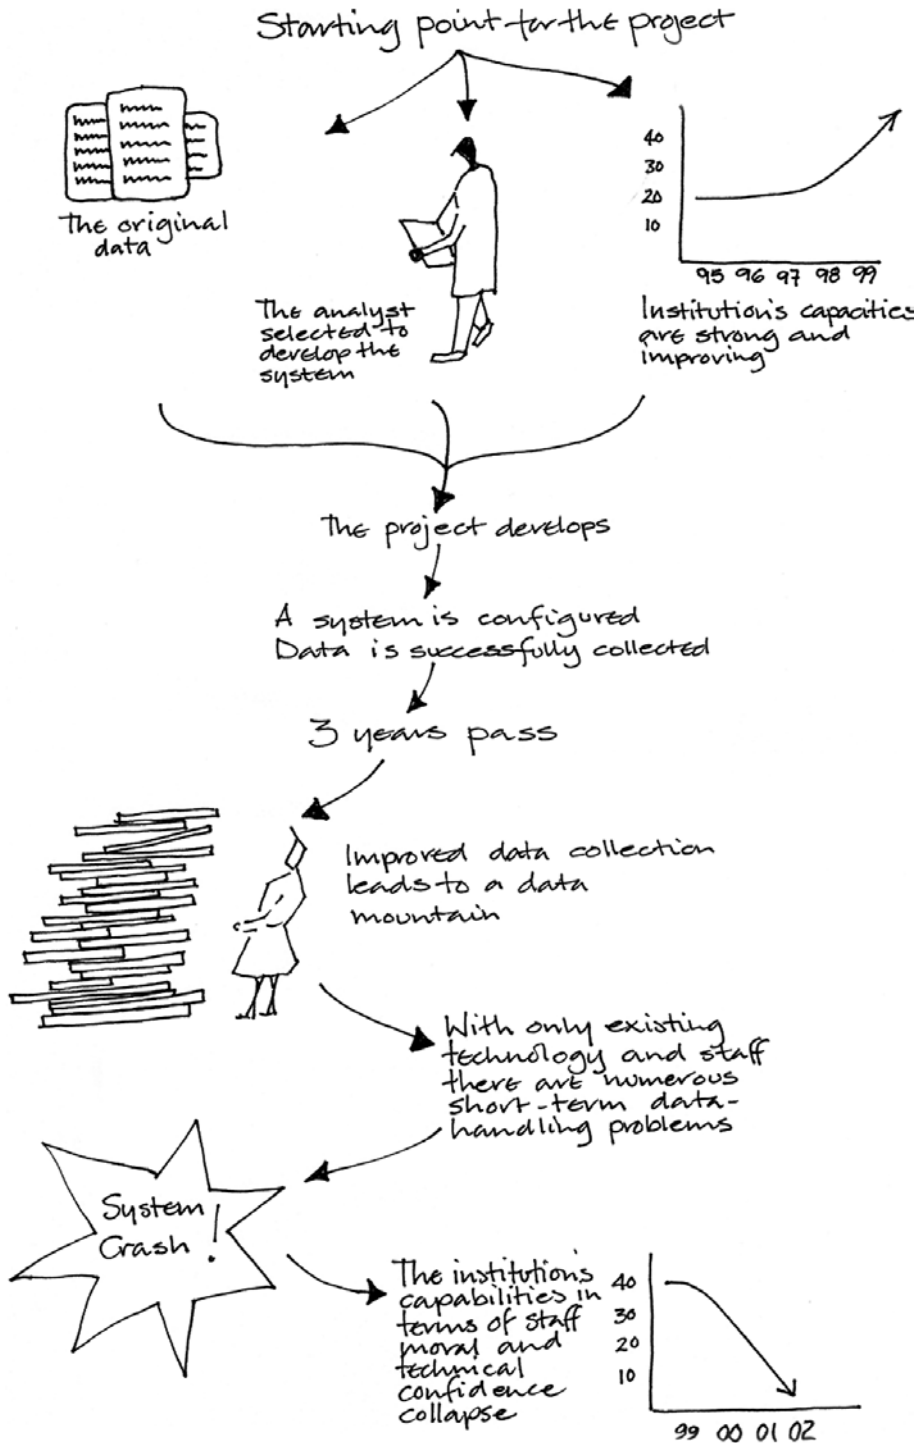 Starting point for the project
The original
data
The analyst
selected to
develop the
system
40
30
20
10
95 96 97 98 99
Institution's capacities
are strong and
improving
The project develops
A system is configured
Data is successfully collected
3 years pass
Improved data collection
leads to a data
mountain
With only existing
technology and staff
there are numerous
short-term data-
handling problems
System
Crash !
The institutions
capabilities in
terms of staff
moral and
technical
confidence
collapse
40
30
20
10
99 00 01 02